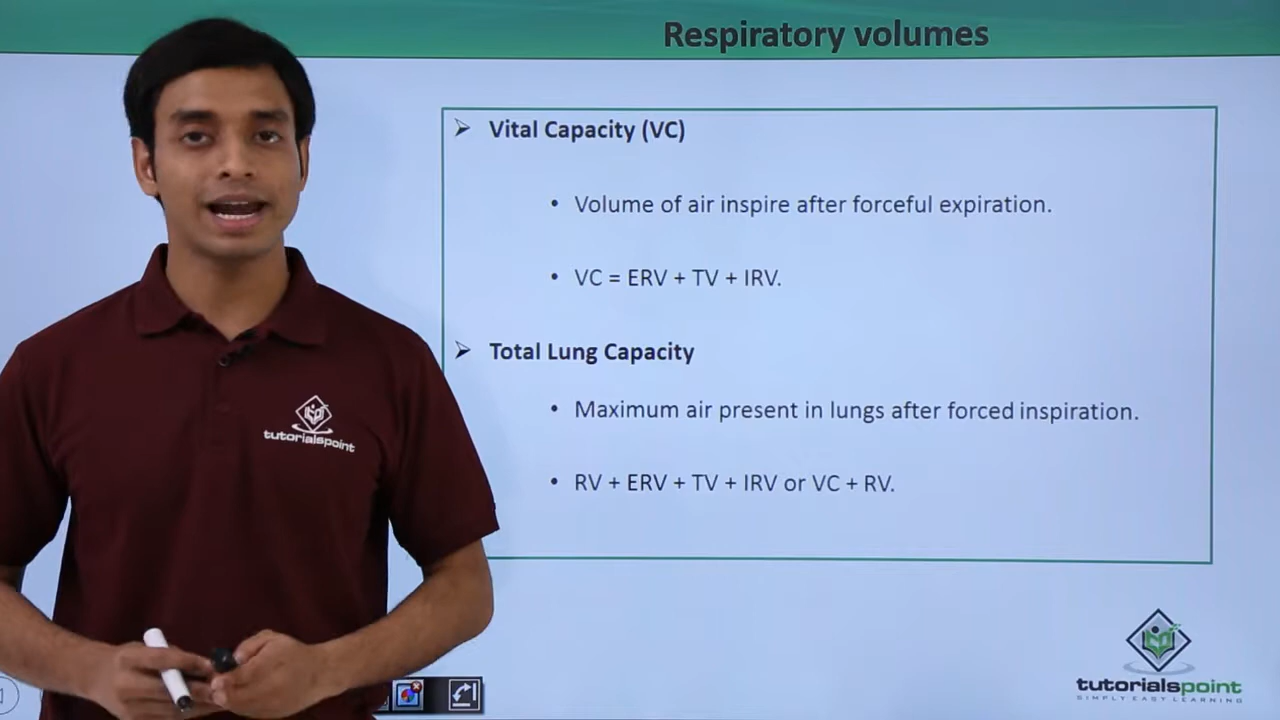 Respiratory volumes
➢ Vital Capacity (VC)
• Volume of air inspire after forceful expiration.
• VC = ERV + TV + IRV.
➢ Total Lung Capacity
• Maximum air present in lungs after forced inspiration.
• RV + ERV + TV + IRV or VC + RV.
tutorialspoint
tutorialspoint
SIMPLY EASY LEARNING